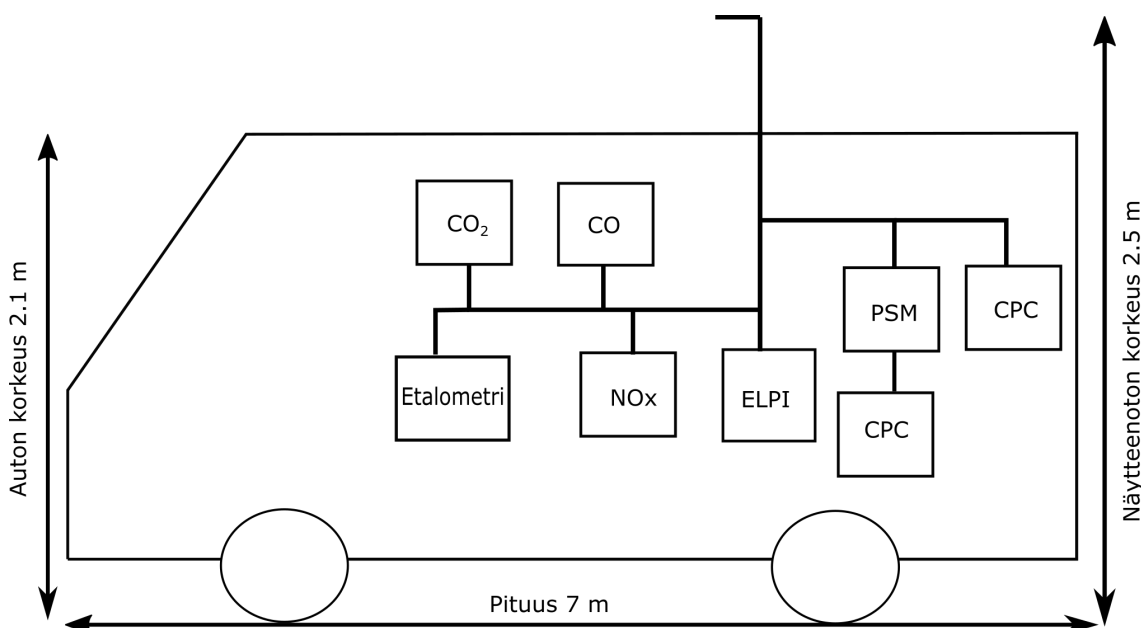 CO₂
CO
PSM
CPC
Etalometri
NOx
ELPI
CPC
Auton korkeus 2.1 m
Näytteenoton korkeus 2.5 m
Pituus 7 m